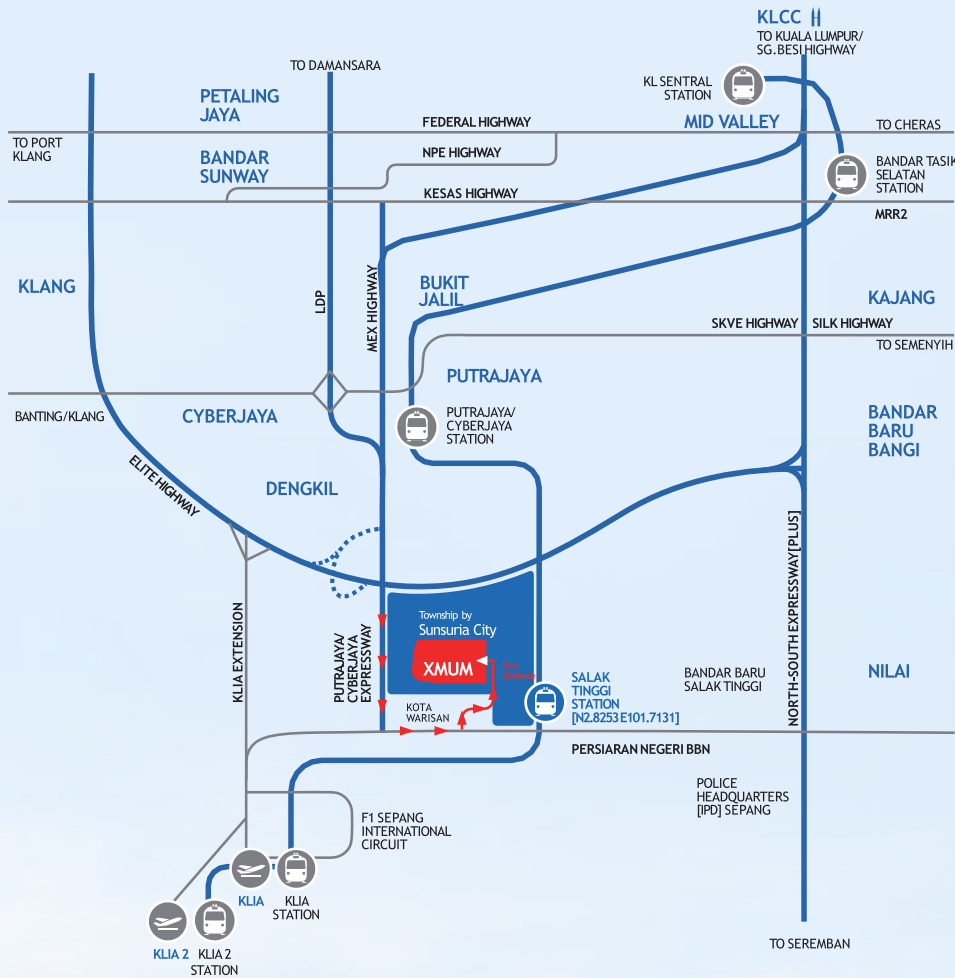 KLCC
TO KUALA LUMPUR/
SG.BESI HIGHWAY
TO DAMANSARA
KL SENTRAL
STATION
PETALING
JAYA
FEDERAL HIGHWAY
MID VALLEY
TO CHERAS
TO PORT
KLANG
NPE HIGHWAY
BANDAR
SUNWAY
BANDAR TASIK
SELATAN
STATION
KESAS HIGHWAY
MRR2
KLANG
LDP
MEX HIGHWAY
BUKIT
JALIL
KAJANG
SKVE HIGHWAY
SILK HIGHWAY
TO SEMENYIH
PUTRAJAYA
BANTING/KLANG
CYBERJAYA
PUTRAJAYA/
CYBERJAYA
STATION
BANDAR
BARU
BANGI
ELITE HIGHWAY
DENGKIL
NORTH-SOUTH EXPRESSWAY[PLUS]
KLIA EXTENSION
PUTRAJAYA/
CYBERJAYA
EXPRESSWAY
Township by
Sunsuria City
XMUM
East
Entrance
SALAK
TINGGI
STATION
[N2.8253E101.7131]
BANDAR BARU
SALAK TINGGI
NILAI
KOTA
WARISAN
PERSIARAN NEGERI BBN
POLICE
HEADQUARTERS
[IPD] SEPANG
F1 SEPANG
INTERNATIONAL
CIRCUIT
KLIA
KLIA
STATION
KLIA 2
KLIA 2
STATION
TO SEREMBAN